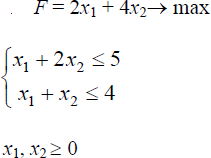 . F = 2x₁ + 4x₂→ max
x₁ + 2x₂ ≤ 5
x₁ + x₂ ≤ 4
x₁, x₂ ≥ 0